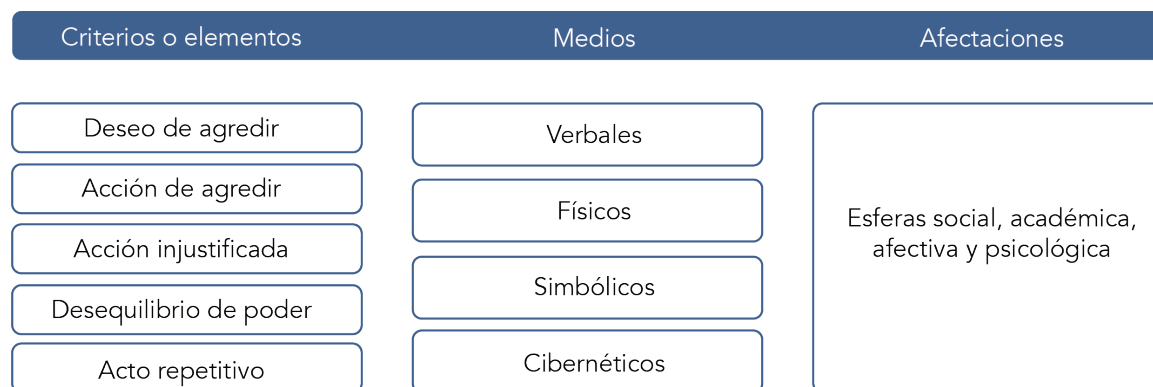 Criterios o elementos
Medios
Afectaciones
Deseo de agredir
Acción de agredir
Acción injustificada
Desequilibrio de poder
Acto repetitivo
Verbales
Físicos
Simbólicos
Cibernéticos
Esferas social, académica,
afectiva y psicológica